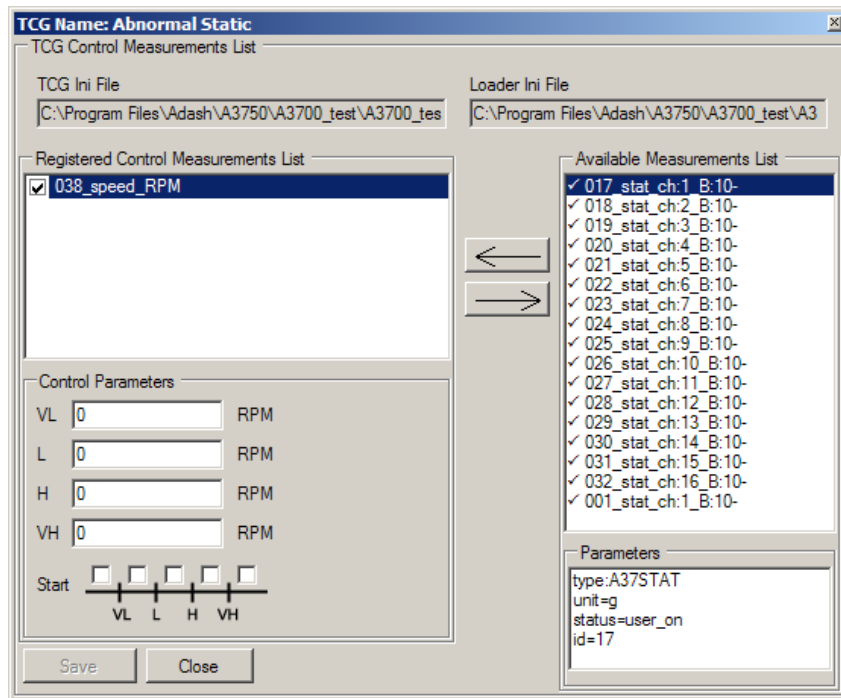 TCG Name: Abnormal Static
TCG Control Measurements List
TCG Ini File
C:\Program Files\Adash\A3750\A3700_test\A3700_tes
Loader Ini File
C:\Program Files\Adash\A3750\A3700_test\A3
Registered Control Measurements List
038_speed_RPM
Available Measurements List
017_stat_ch:1_B:10-
018_stat_ch:2_B:10-
019_stat_ch:3_B:10-
020_stat_ch:4_B:10-
021_stat_ch:5_B:10-
022_stat_ch:6_B:10-
023_stat_ch:7_B:10-
024_stat_ch:8_B:10-
025_stat_ch:9_B:10-
026_stat_ch:10_B:10-
027_stat_ch:11_B:10-
028_stat_ch:12_B:10-
029_stat_ch:13_B:10-
030_stat_ch:14_B:10-
031_stat_ch:15_B:10-
032_stat_ch:16_B:10-
001_stat_ch:1_B:10-
Control Parameters
VL 0 RPM
L 0 RPM
H 0 RPM
VH 0 RPM
Start
VL L H VH
Parameters
type:A37STAT
unit=g
status=user_on
id=17
Save Close